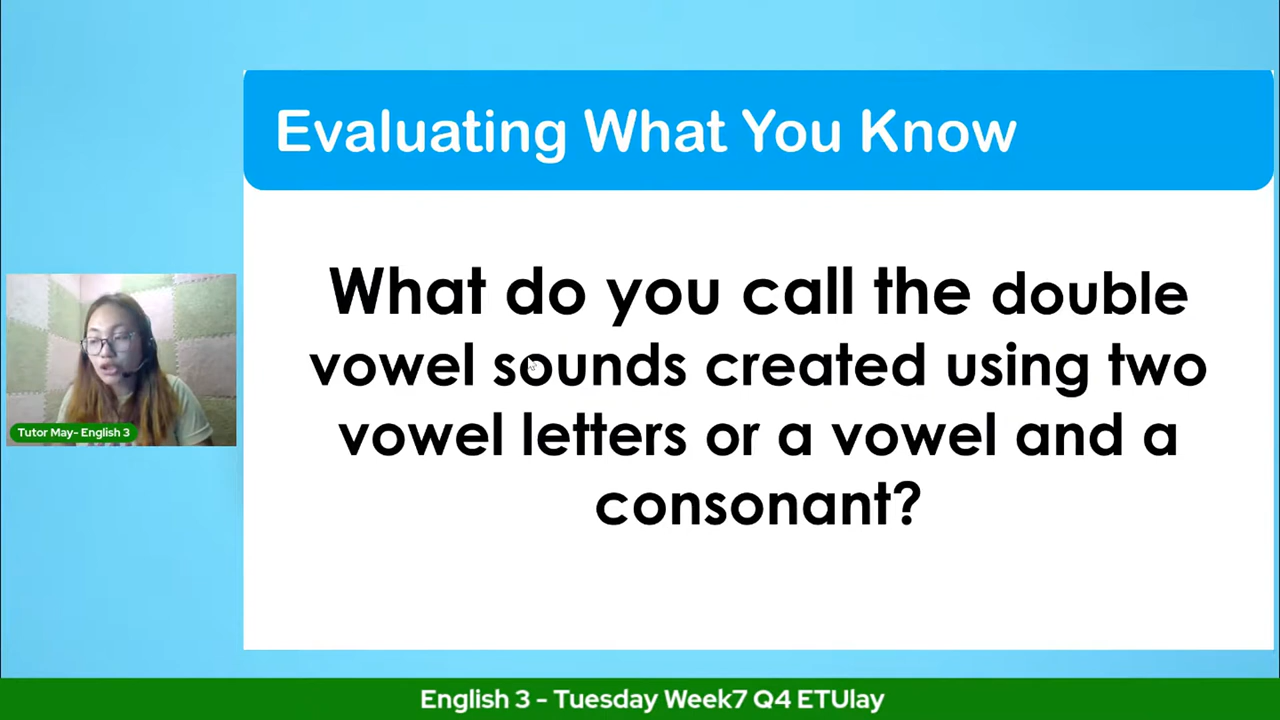 Evaluating What You Know
What do you call the double
vowel sounds created using two
vowel letters or a vowel and a
consonant?
Tutor May- English 3
English 3 - Tuesday Week7 Q4 ETUlay